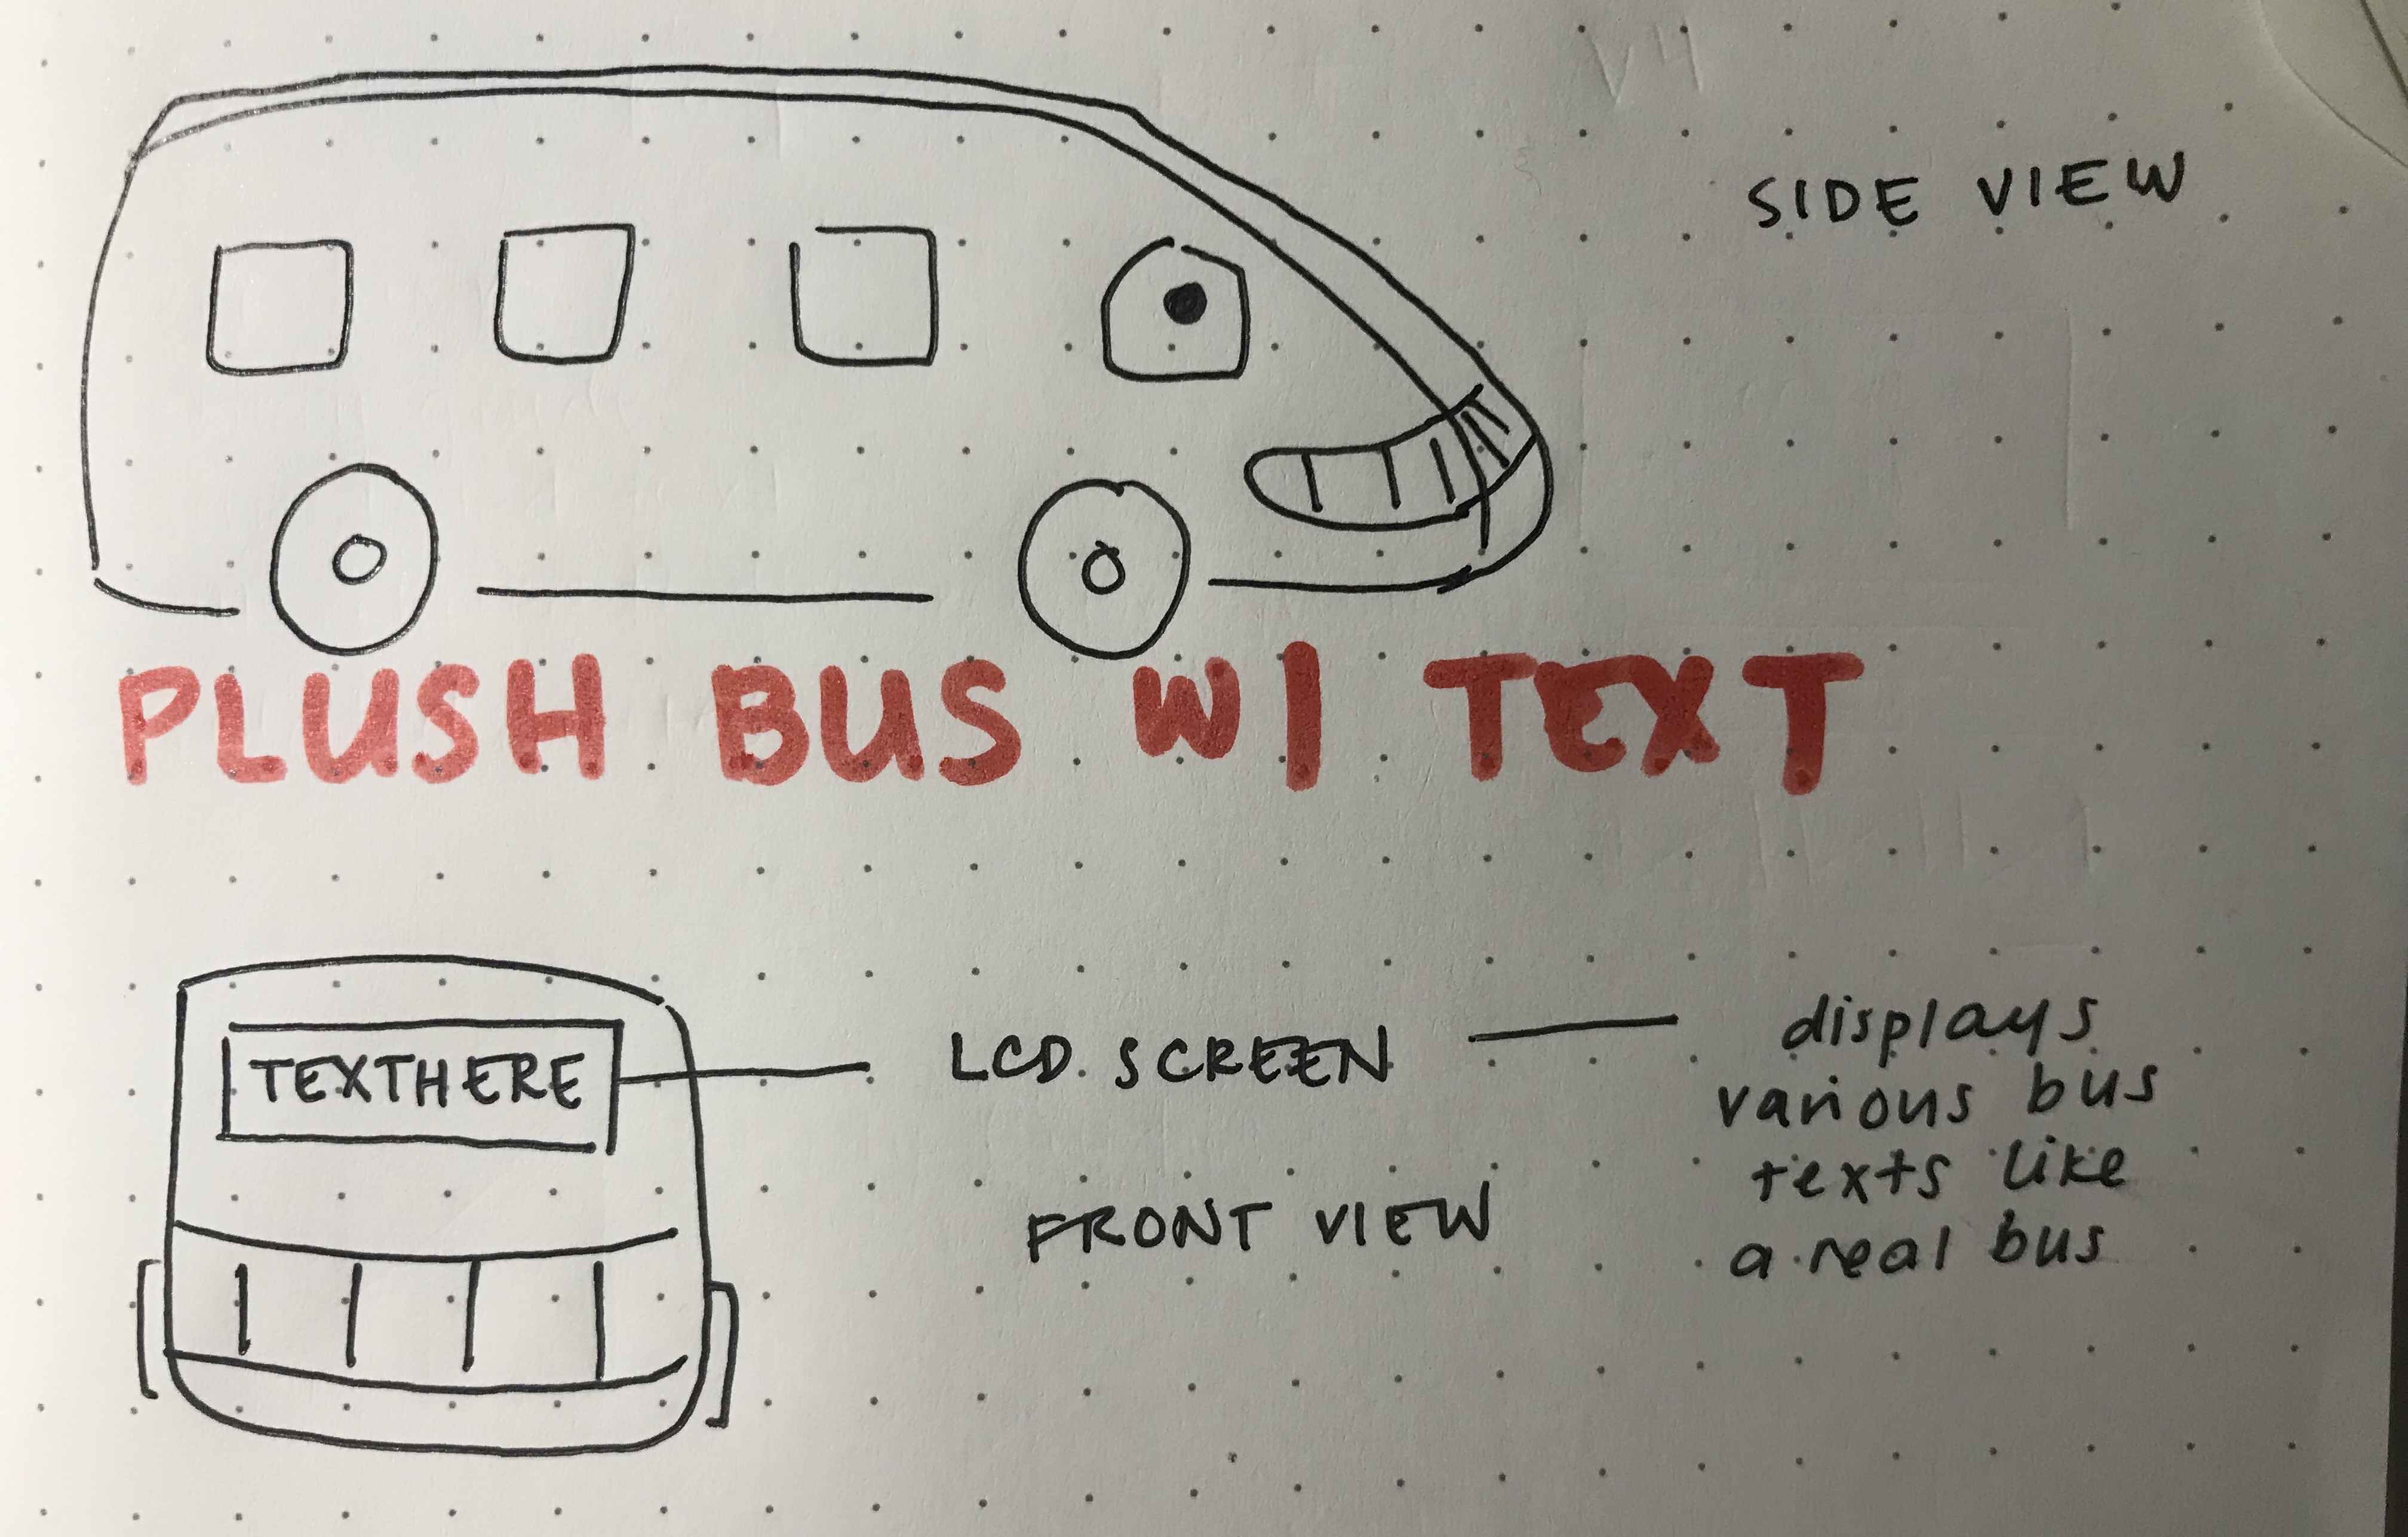 SIDE VIEW
PLUSH BUS W/ TEXT
TEXTHERE
LCD SCREEN
displays
various bus
texts like
a real bus
FRONT VIEW